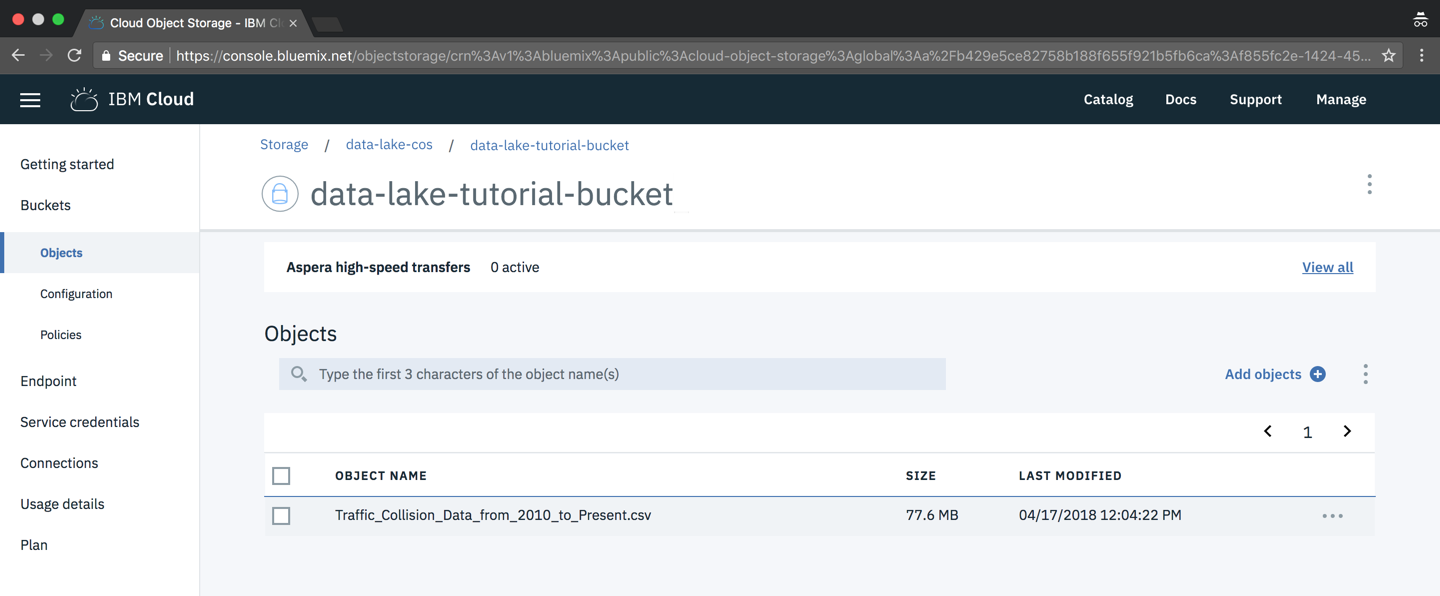 Cloud Object Storage - IBM Cl
Secure https://console.bluemix.net/objectstorage/crn%3Av1%3Abluemix%3Apublic%3Acloud-object-storage%3Aglobal%3Aa%2Fb429e5ce82758b188f655f921b5fb6ca%3Af855fc2e-1424-45...
IBM Cloud Catalog Docs Support Manage
Storage / data-lake-cos / data-lake-tutorial-bucket
Getting started
data-lake-tutorial-bucket
Buckets
Objects
Configuration
Policies
Endpoint
Service credentials
Connections
Usage details
Plan
Aspera high-speed transfers 0 active View all
Objects
Type the first 3 characters of the object name(s) Add objects
1
OBJECT NAME SIZE LAST MODIFIED
Traffic_Collision_Data_from_2010_to_Present.csv 77.6 MB 04/17/2018 12:04:22 PM